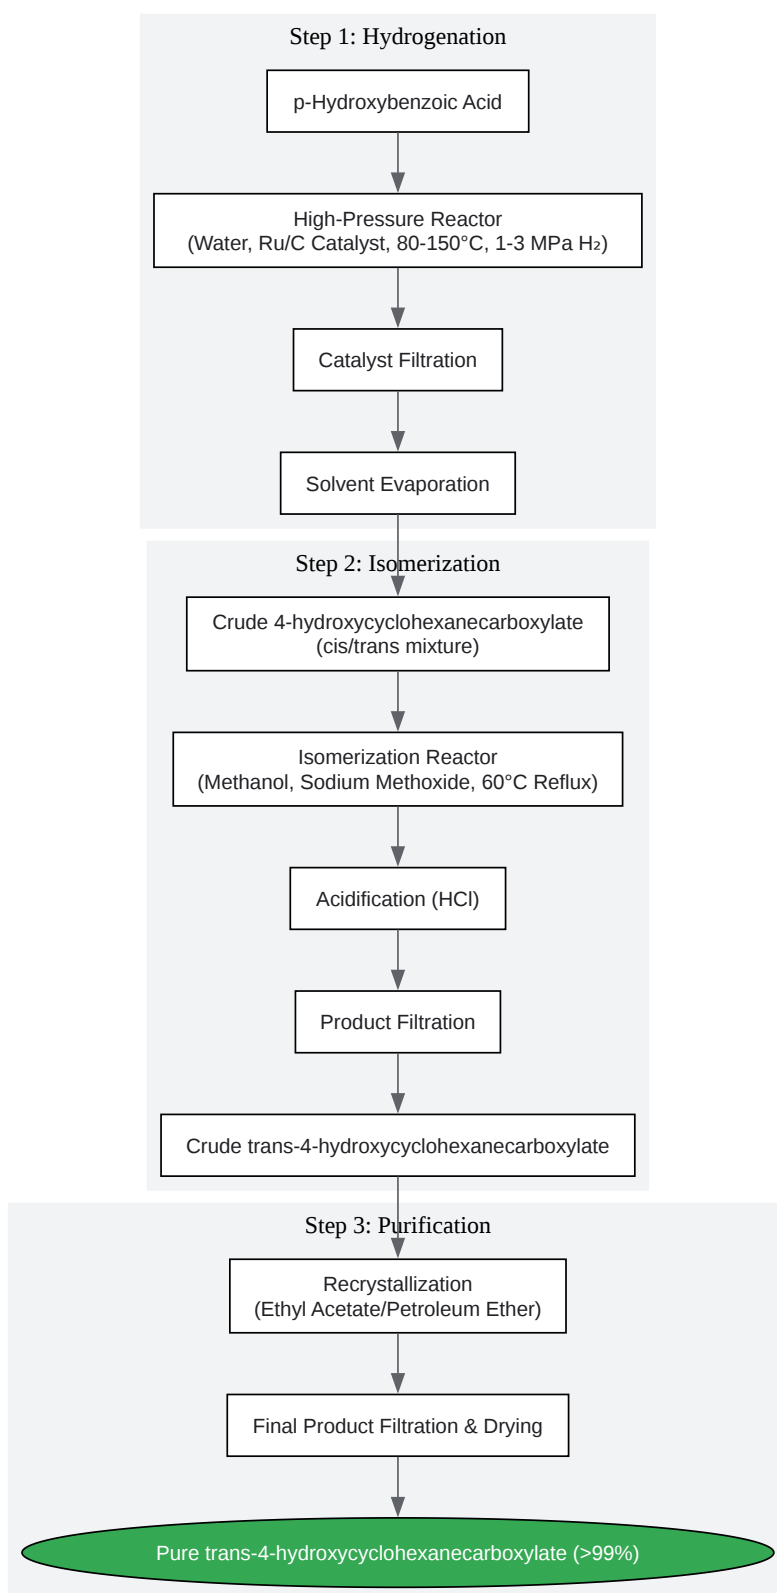 Step 1: Hydrogenation
p-Hydroxybenzoic Acid
High-Pressure Reactor
(Water, Ru/C Catalyst, 80-150°C, 1-3 MPa H₂)
Catalyst Filtration
Solvent Evaporation
Step 2: Isomerization
Crude 4-hydroxycyclohexanecarboxylate
(cis/trans mixture)
Isomerization Reactor
(Methanol, Sodium Methoxide, 60°C Reflux)
Acidification (HCl)
Product Filtration
Crude trans-4-hydroxycyclohexanecarboxylate
Step 3: Purification
Recrystallization
(Ethyl Acetate/Petroleum Ether)
Final Product Filtration & Drying
Pure trans-4-hydroxycyclohexanecarboxylate (>99%)